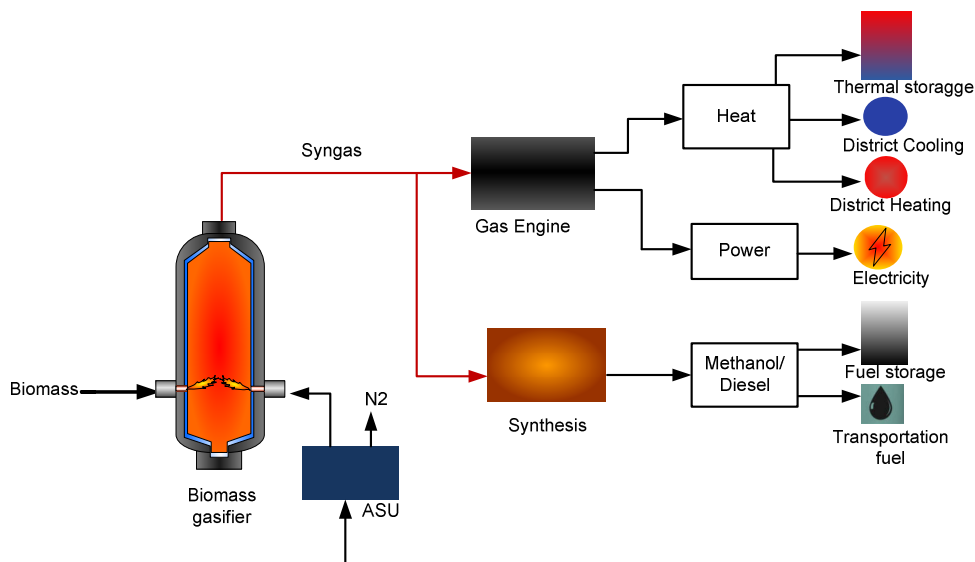 Thermal storagge
Heat
District Cooling
Syngas
District Heating
Gas Engine
Power
Electricity
Methanol/
Diesel
Fuel storage
Biomass
N2
Synthesis
Transportation
fuel
Biomass
gasifier
ASU